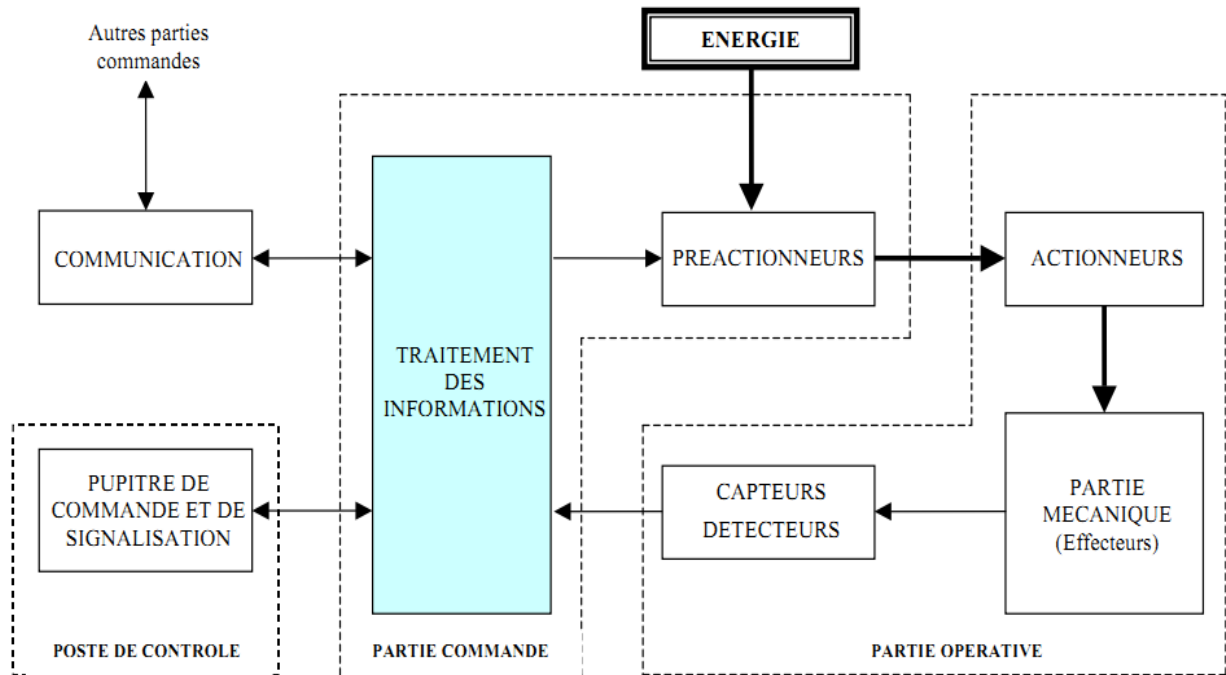 Autres parties
commandes
ENERGIE
COMMUNICATION
PREACTIONNEURS
ACTIONNEURS
TRAITEMENT
DES
INFORMATIONS
PUPITRE DE
COMMANDE ET DE
SIGNALISATION
CAPTEURS
DETECTEURS
PARTIE
MECANIQUE
(Effecteurs)
POSTE DE CONTROLE
PARTIE COMMANDE
PARTIE OPERATIVE